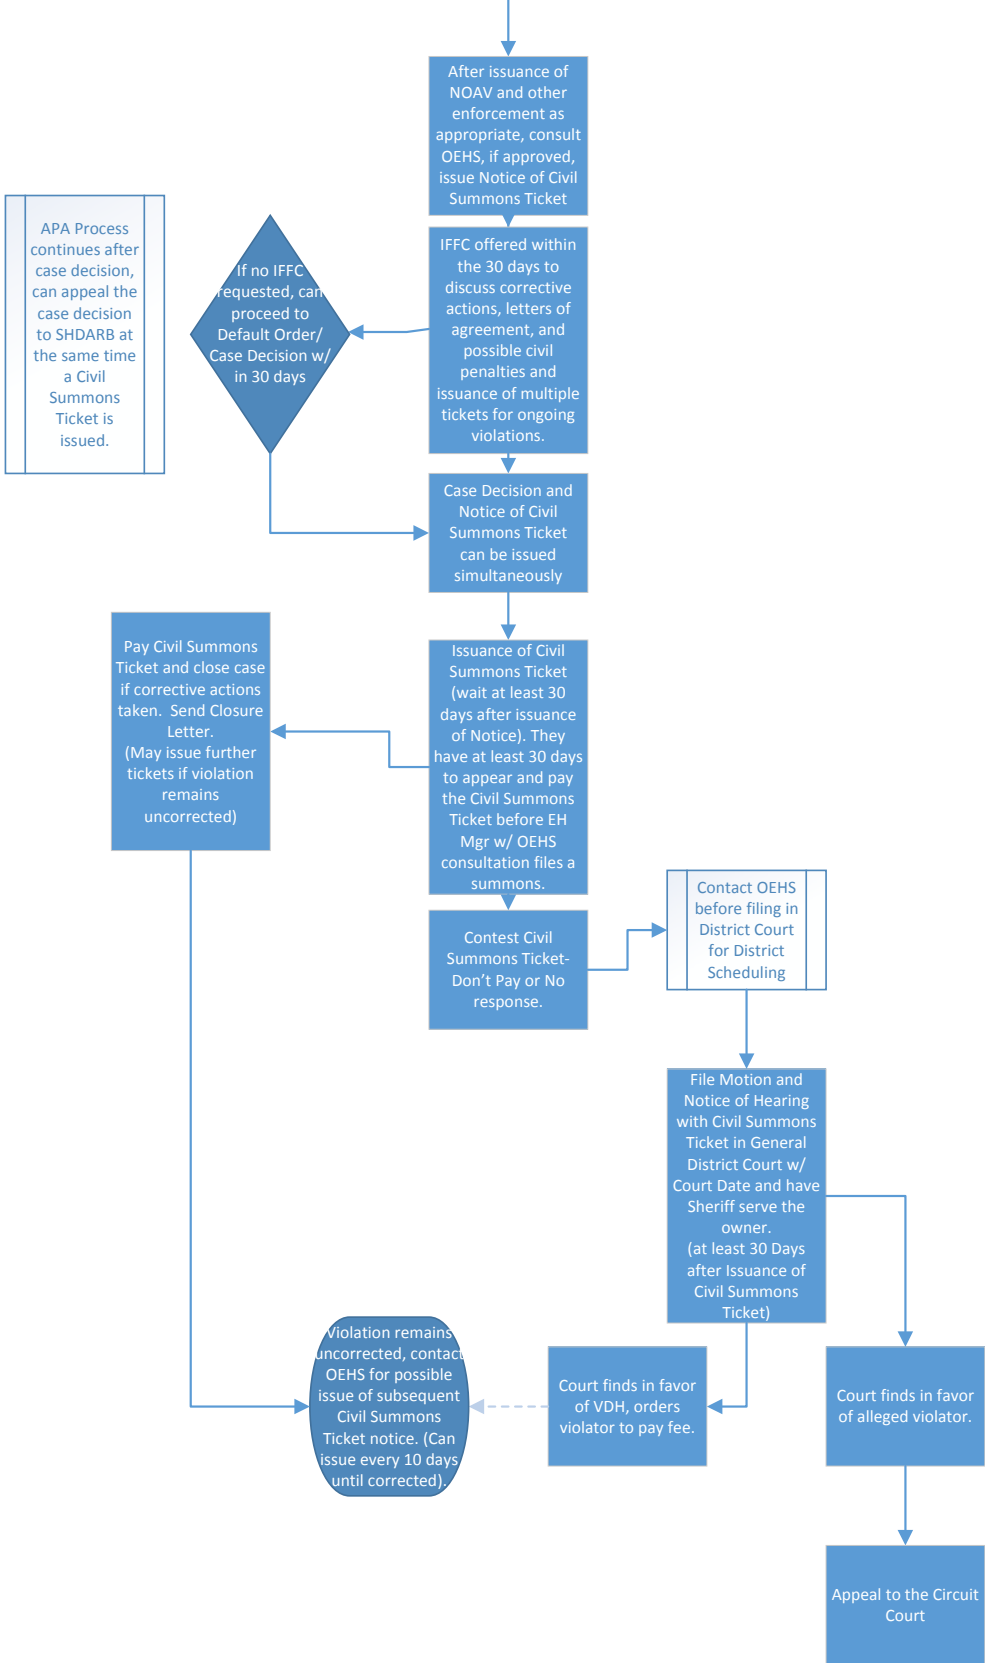 After issuance of
NOAV and other
enforcement as
appropriate, consult
OEHS, if approved,
issue Notice of Civil
Summons Ticket
APA Process
continues after
case decision,
can appeal the
case decision
to SHDARB at
the same time
a Civil
Summons
Ticket is
issued.
If no IFFC
requested, can
proceed to
Default Order/
Case Decision w/
in 30 days
IFFC offered within
the 30 days to
discuss corrective
actions, letters of
agreement, and
possible civil
penalties and
issuance of multiple
tickets for ongoing
violations.
Case Decision and
Notice of Civil
Summons Ticket
can be issued
simultaneously
Pay Civil Summons
Ticket and close case
if corrective actions
taken.  Send Closure
Letter.
(May issue further
tickets if violation
remains
uncorrected)
Issuance of Civil
Summons Ticket
(wait at least 30
days after issuance
of Notice). They
have at least 30 days
to appear and pay
the Civil Summons
Ticket before EH
Mgr w/ OEHS
consultation files a
summons.
Contest Civil
Summons Ticket-
Don’t Pay or No
response.
Contact OEHS
before filing in
District Court
for District
Scheduling
File Motion and
Notice of Hearing
with Civil Summons
Ticket in General
District Court w/
Court Date and have
Sheriff serve the
owner.
(at least 30 Days
after Issuance of
Civil Summons
Ticket)
Violation remains
uncorrected, contact
OEHS for possible
issue of subsequent
Civil Summons
Ticket notice. (Can
issue every 10 days
until corrected).
Court finds in favor
of VDH, orders
violator to pay fee.
Court finds in favor
of alleged violator.
Appeal to the Circuit
Court